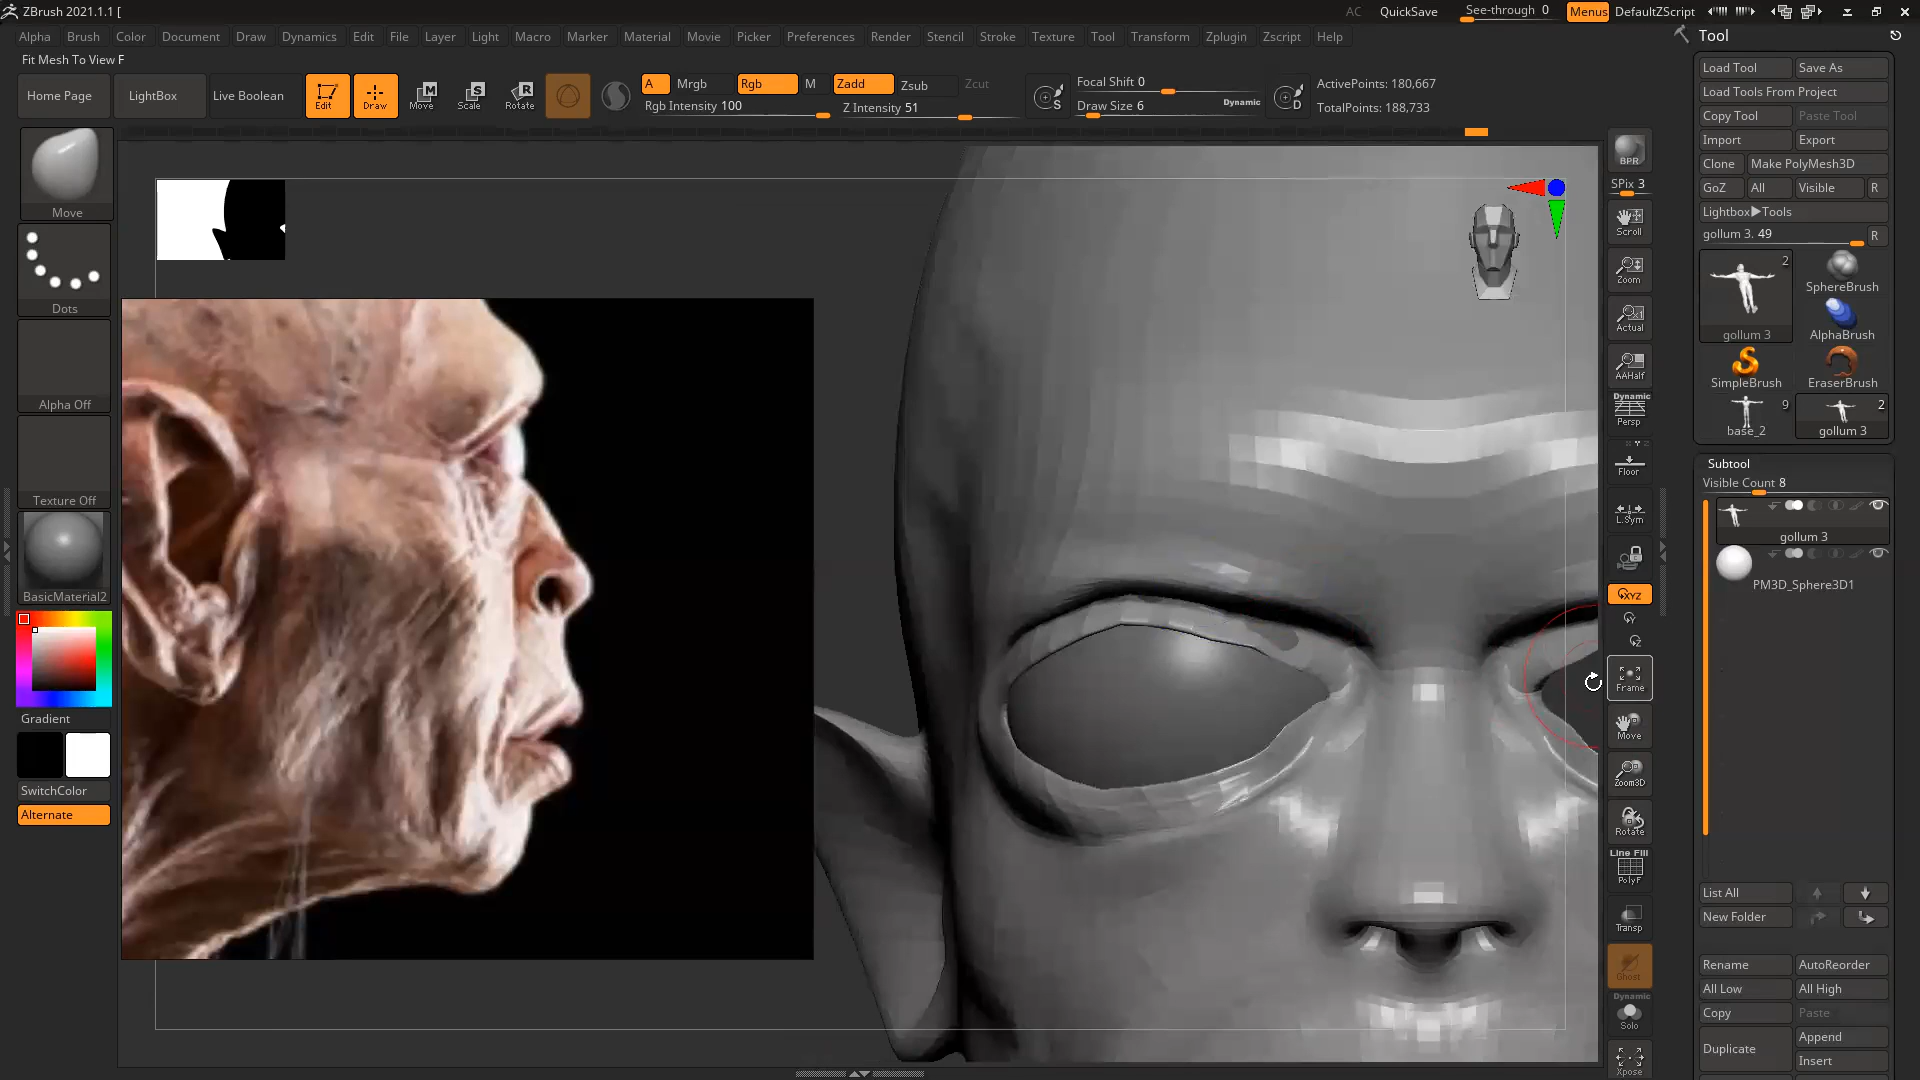 ZBrush 2021.1.1 [
AC
QuickSave
See-through 0
Menus
DefaultZScript
Alpha Brush Color Document Draw Dynamics Edit File Layer Light Macro Marker Material Movie Picker Preferences Render Stencil Stroke Texture Tool Transform Zplugin Zscript Help
Fit Mesh To View F
Home Page
LightBox
Live Boolean
Edit
Draw
Move
Scale
Rotate
A
Mrgb
Rgb
M
Zadd
Zsub
Zcut
Rgb Intensity 100
Z Intensity 51
Focal Shift 0
Draw Size 6
Dynamic
ActivePoints: 180,667
TotalPoints: 188,733
Move
Dots
Alpha Off
Texture Off
BasicMaterial2
Gradient
SwitchColor
Alternate
BPR
SPix 3
Scroll
Zoom
Actual
AAHalf
Dynamic
Persp
Floor
L.Sym
XYZ
Frame
Move
Zoom3D
Rotate
Line Fill
PolyF
Transp
Ghost
Dynamic
Solo
Xpose
Tool
Load Tool
Save As
Load Tools From Project
Copy Tool
Paste Tool
Import
Export
Clone
Make PolyMesh3D
GoZ
All
Visible
R
Lightbox▶Tools
gollum 3. 49
R
2
gollum 3
SphereBrush
AlphaBrush
SimpleBrush
EraserBrush
9
base_2
2
gollum 3
Subtool
Visible Count 8
gollum 3
PM3D_Sphere3D1
List All
New Folder
Rename
AutoReorder
All Low
All High
Copy
Paste
Duplicate
Append
Insert